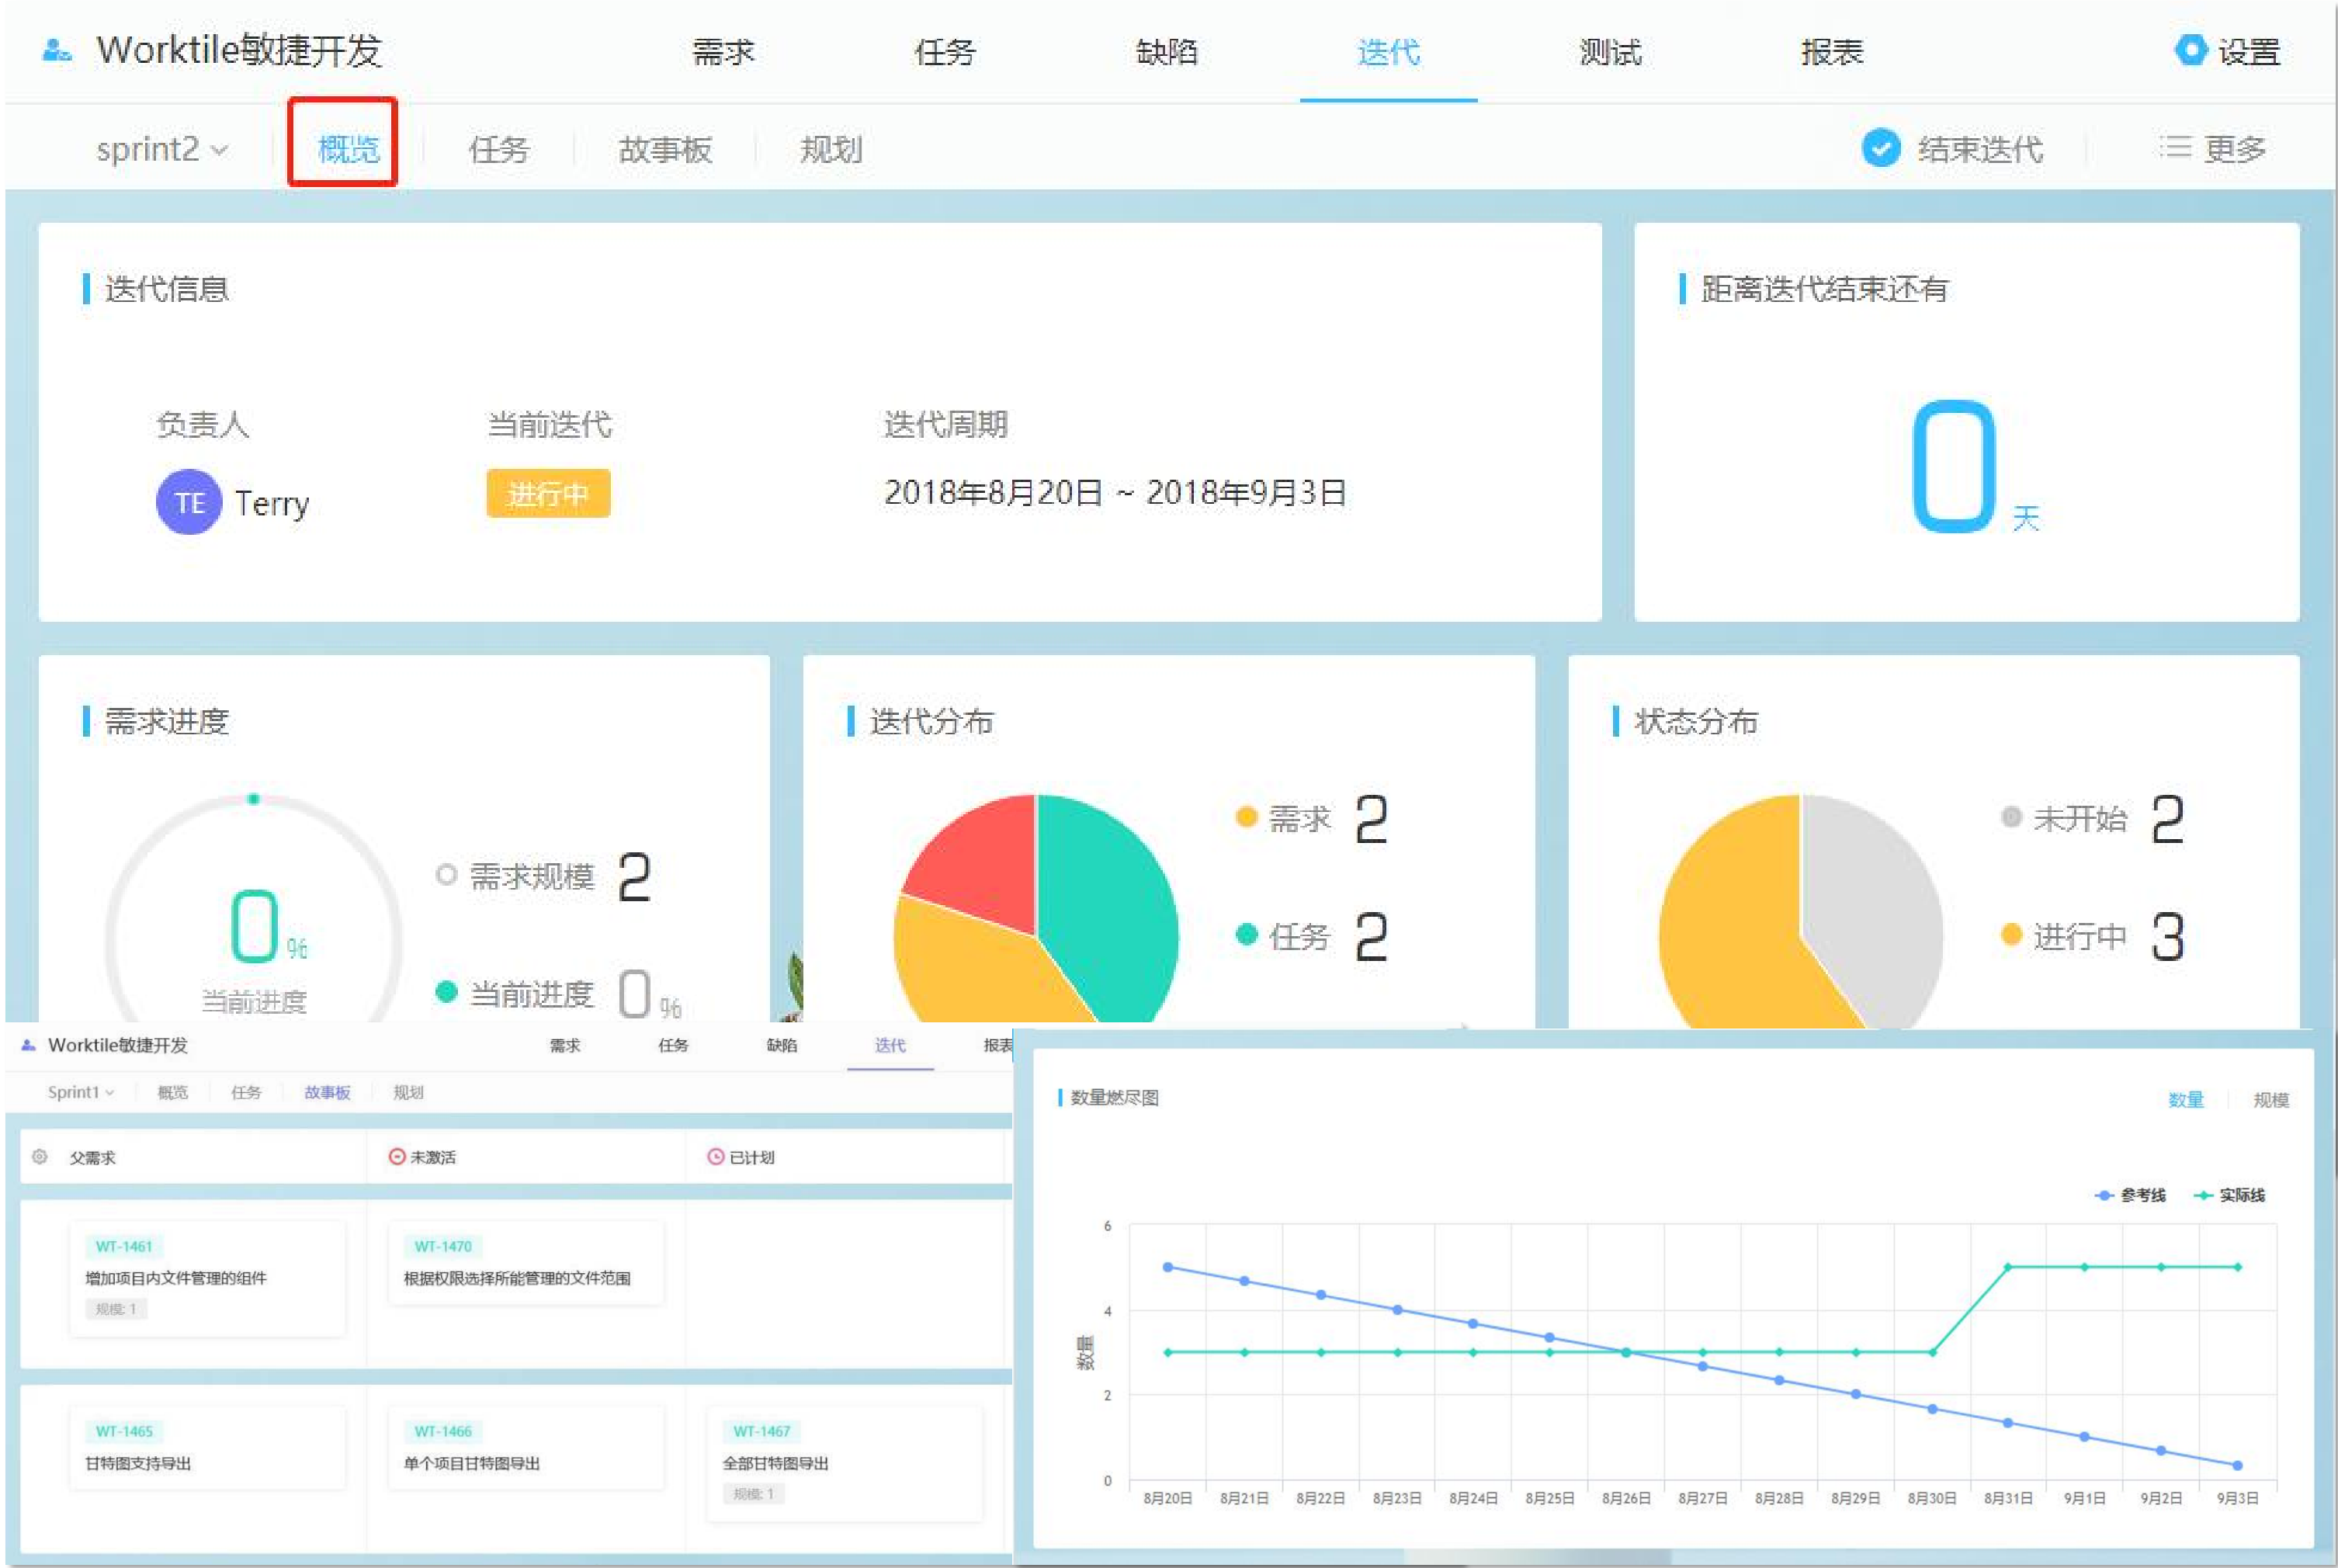 Worktile敏捷开发 需求 任务 缺陷 迭代 测试 报表 设置
sprint2 概览 任务 故事板 规划 结束迭代 更多
迭代信息
负责人 当前迭代 迭代周期
TE Terry 进行中 2018年8月20日 ~ 2018年9月3日
距离迭代结束还有
0 天
需求进度
0 %
当前进度
需求规模 2
当前进度 0 %
迭代分布
需求 2
任务 2
状态分布
未开始 2
进行中 3
Worktile敏捷开发 需求 任务 缺陷 迭代 报表
Sprint1 概览 任务 故事板 规划
父需求 未激活 已计划
WT-1461
增加项目内文件管理的组件
规模: 1
WT-1470
根据权限选择所能管理的文件范围
WT-1465
甘特图支持导出
WT-1466
单个项目甘特图导出
WT-1467
全部甘特图导出
规模: 1
数量燃尽图
数量 规模
参考线 实际线
数量
6
4
2
0
8月20日 8月21日 8月22日 8月23日 8月24日 8月25日 8月26日 8月27日 8月28日 8月29日 8月30日 8月31日 9月1日 9月2日 9月3日